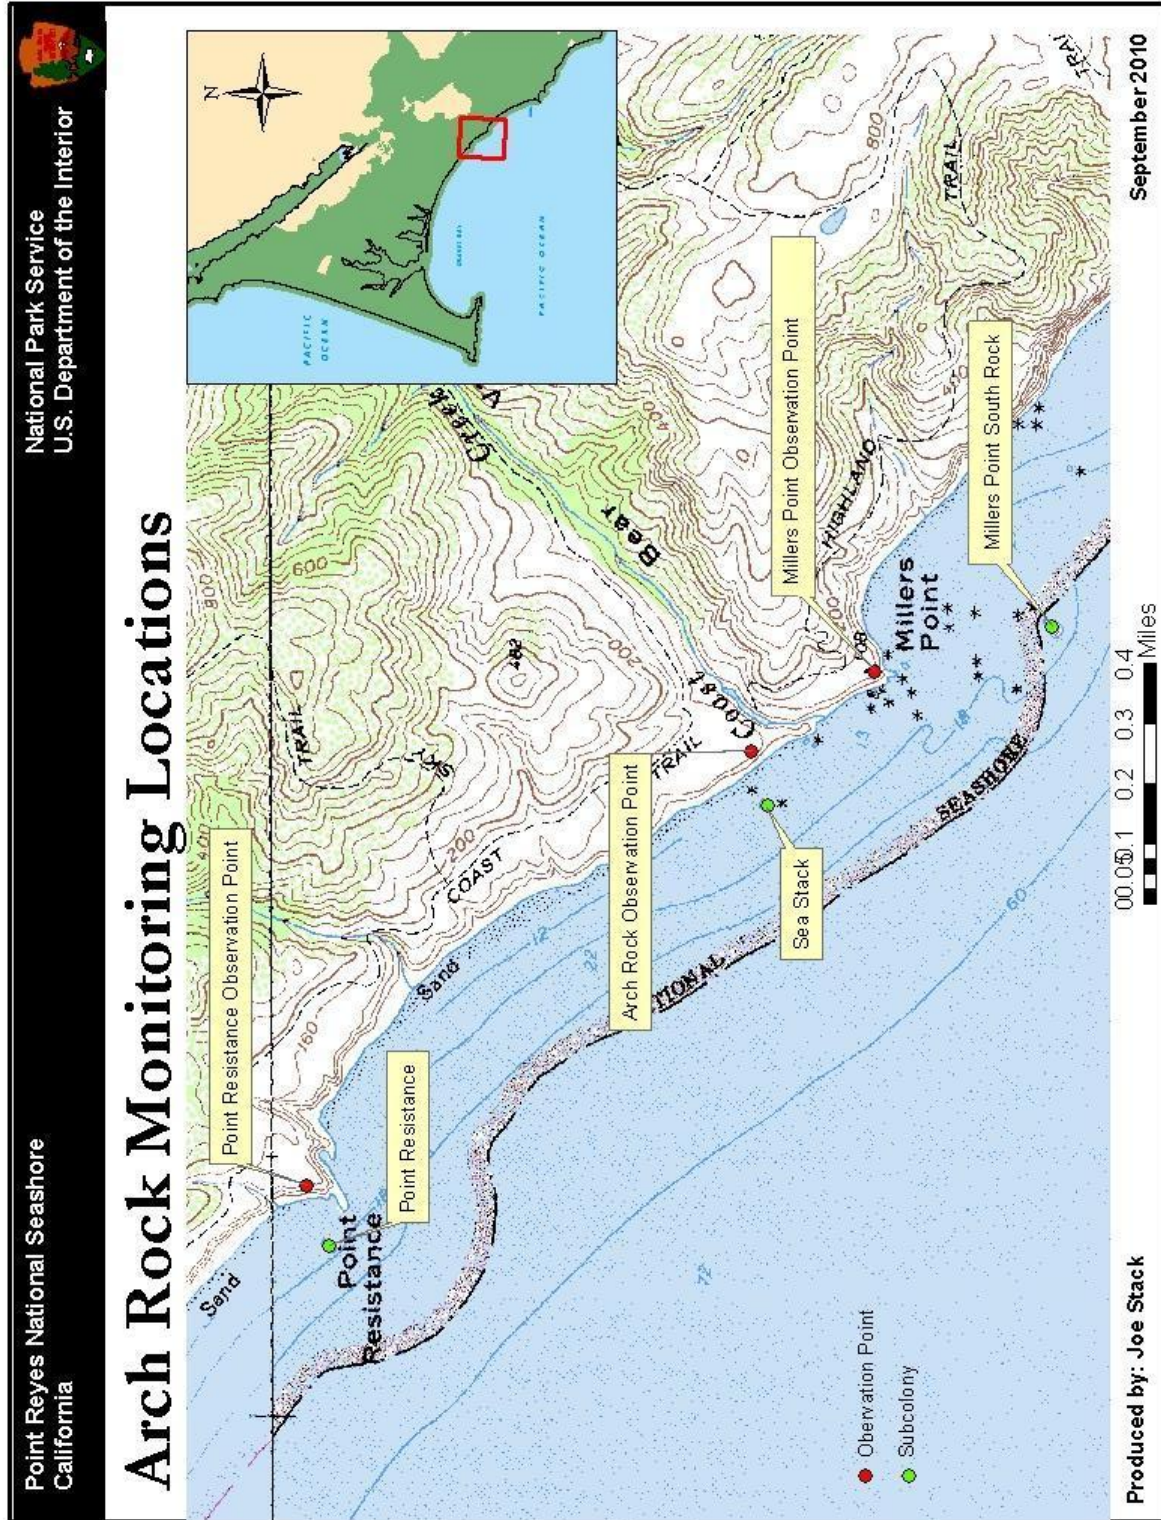 Point Reyes National Seashore
California
National Park Service
U.S. Department of the Interior
Arch Rock Monitoring Locations
N
PACIFIC
OCEAN
PACIFIC OCEAN
Point Resistance Observation Point
Point Resistance
Arch Rock Observation Point
Sea Stack
Millers Point Observation Point
Millers Point South Rock
Sand
Point
Resistance
160
Sand
400
800
600
TRAIL
SKY
200
COAST
TRAIL
482
200
Coast
Creek
Bear
12
22
60
72
18
TIONAL
SEASHORE
Millers
Point
HIGHLAND
TRAIL
400
800
0
0
Obervation Point
Subcolony
0 0.05 0.1 0.2 0.3 0.4
Miles
Produced by: Joe Stack
September 2010